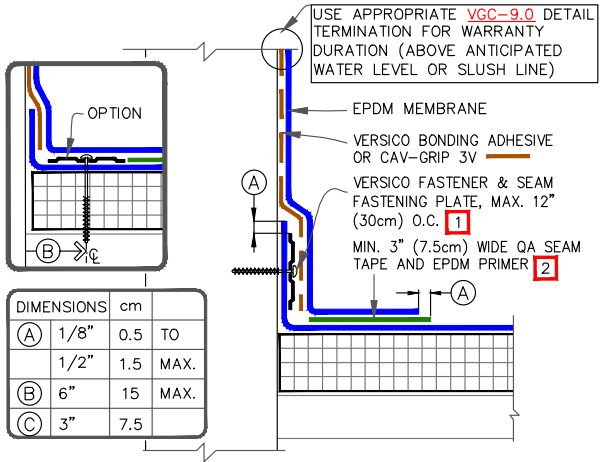 USE APPROPRIATE VGC-9.0 DETAIL
TERMINATION FOR WARRANTY
DURATION (ABOVE ANTICIPATED
WATER LEVEL OR SLUSH LINE)
OPTION
EPDM MEMBRANE
VERSICO BONDING ADHESIVE
OR CAV-GRIP 3V
A
VERSICO FASTENER & SEAM
FASTENING PLATE, MAX. 12"
(30cm) O.C. 1
B
℄
MIN. 3" (7.5cm) WIDE QA SEAM
TAPE AND EPDM PRIMER 2
A
DIMENSIONS cm
A 1/8" 0.5 TO
1/2" 1.5 MAX.
B 6" 15 MAX.
C 3" 7.5